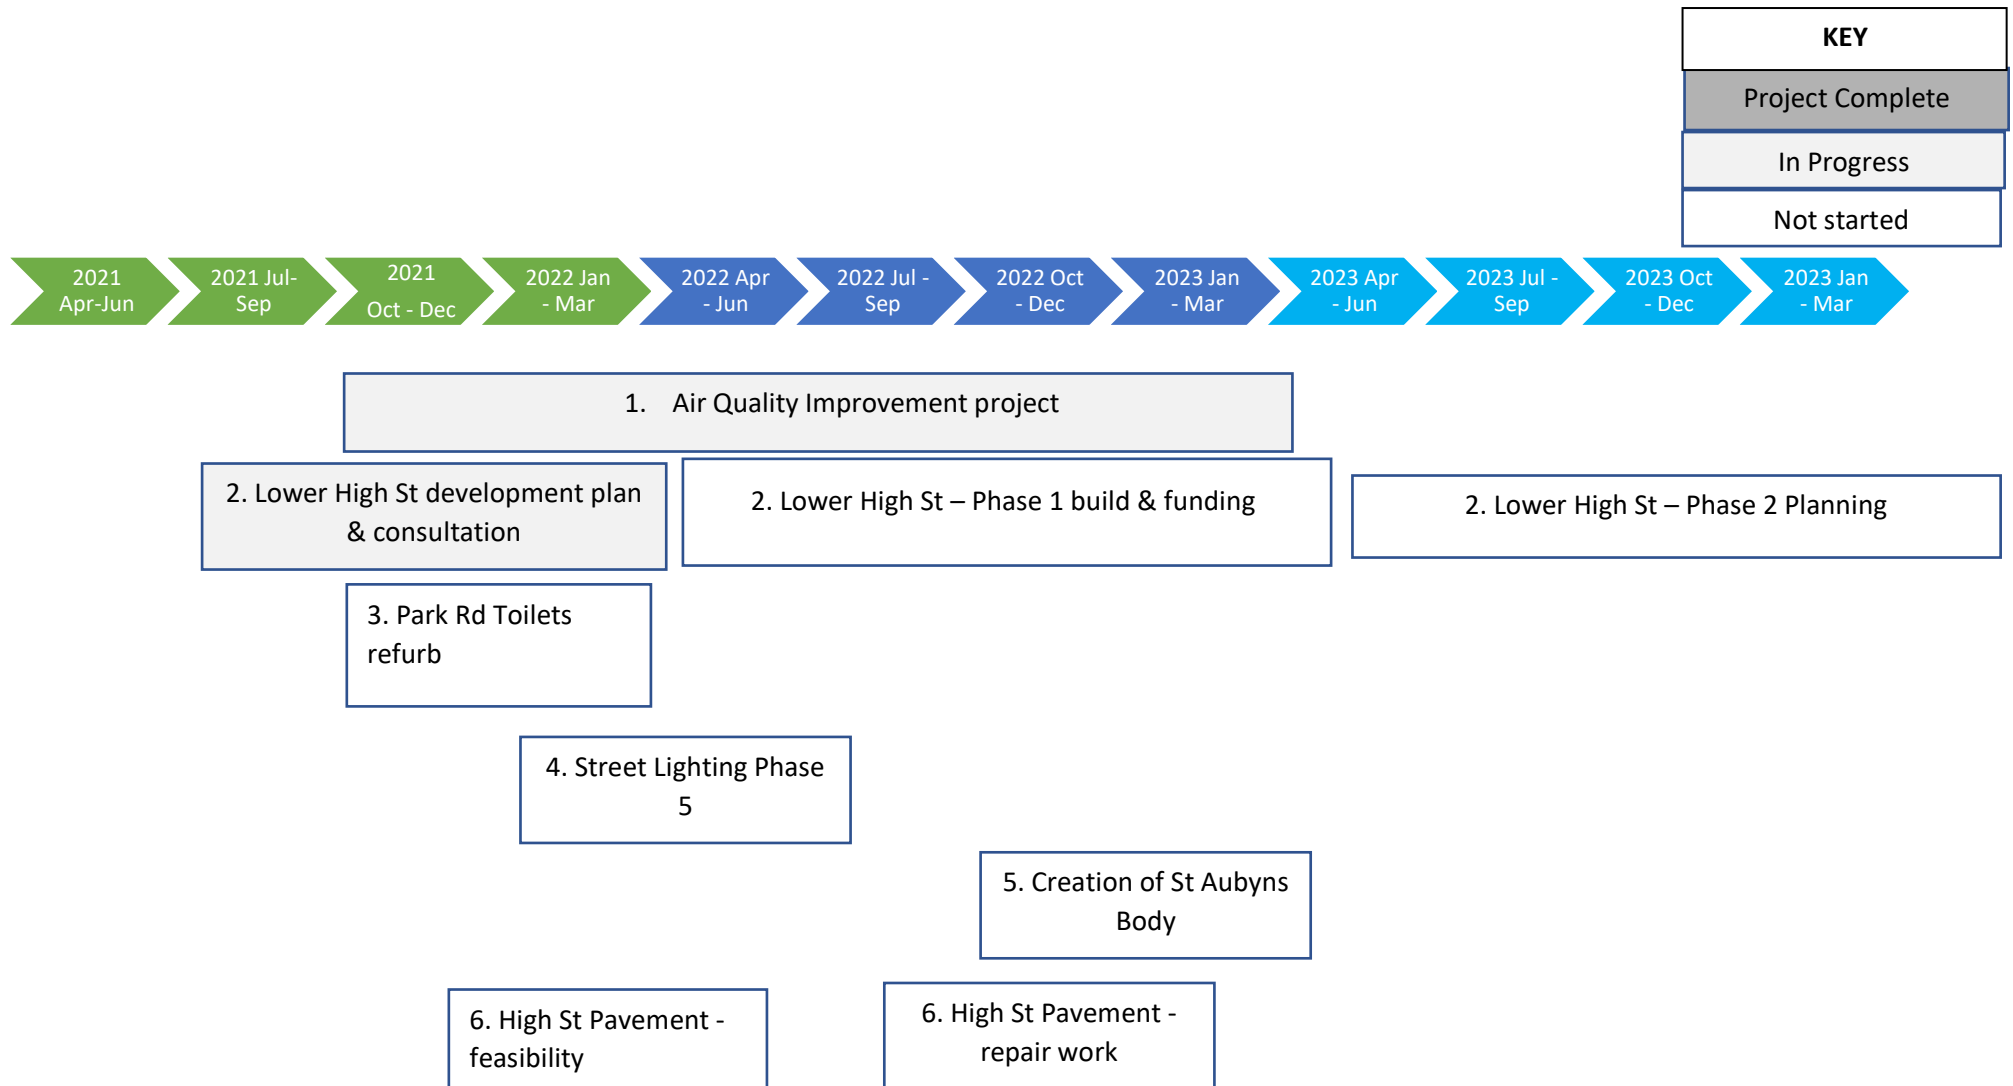 KEY
Project Complete
In Progress
Not started
2021
Apr-Jun
2021 Jul-
Sep
2021
Oct - Dec
2022 Jan
- Mar
2022 Apr
- Jun
2022 Jul -
Sep
2022 Oct
- Dec
2023 Jan
- Mar
2023 Apr
- Jun
2023 Jul -
Sep
2023 Oct
- Dec
2023 Jan
- Mar
1. Air Quality Improvement project
2. Lower High St development plan
& consultation
2. Lower High St – Phase 1 build & funding
2. Lower High St – Phase 2 Planning
3. Park Rd Toilets
refurb
4. Street Lighting Phase
5
5. Creation of St Aubyns
Body
6. High St Pavement -
feasibility
6. High St Pavement -
repair work